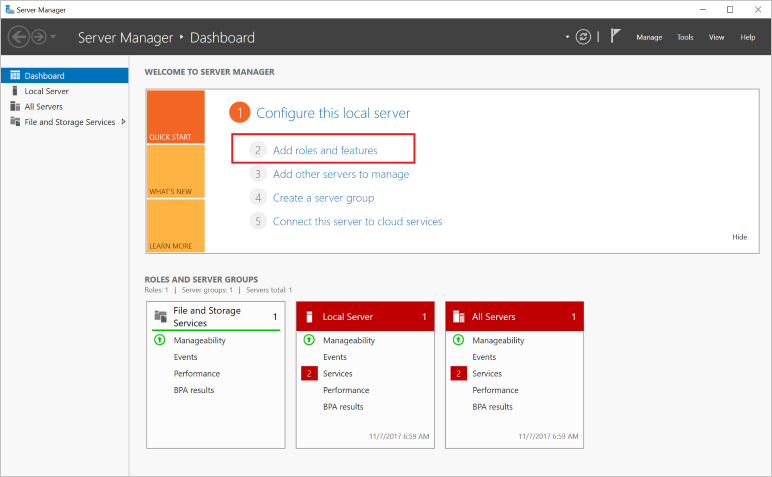 Server Manager
Server Manager ‣ Dashboard
Manage Tools View Help
Dashboard
Local Server
All Servers
File and Storage Services
WELCOME TO SERVER MANAGER
QUICK START
WHAT'S NEW
LEARN MORE
1 Configure this local server
2 Add roles and features
3 Add other servers to manage
4 Create a server group
5 Connect this server to cloud services
Hide
ROLES AND SERVER GROUPS
Roles: 1 | Server groups: 1 | Servers total: 1
File and Storage
Services 1
Manageability
Events
Performance
BPA results
Local Server 1
Manageability
Events
2 Services
Performance
BPA results
11/7/2017 6:59 AM
All Servers 1
Manageability
Events
2 Services
Performance
BPA results
11/7/2017 6:59 AM